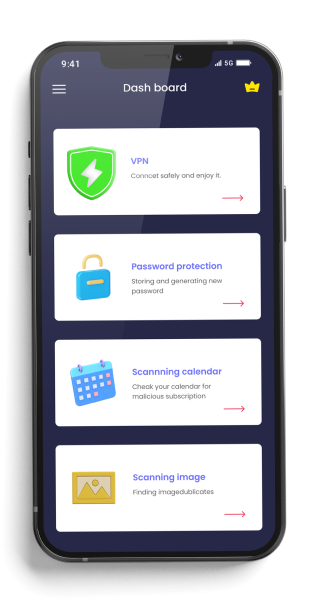 9:41
5G
Dash board
VPN
Conncet safely and enjoy it.
Password protection
Storing and generating new
password
Scannning calendar
Cheak your calendar for
malicious subscription
Scanning image
Finding imagedublicates